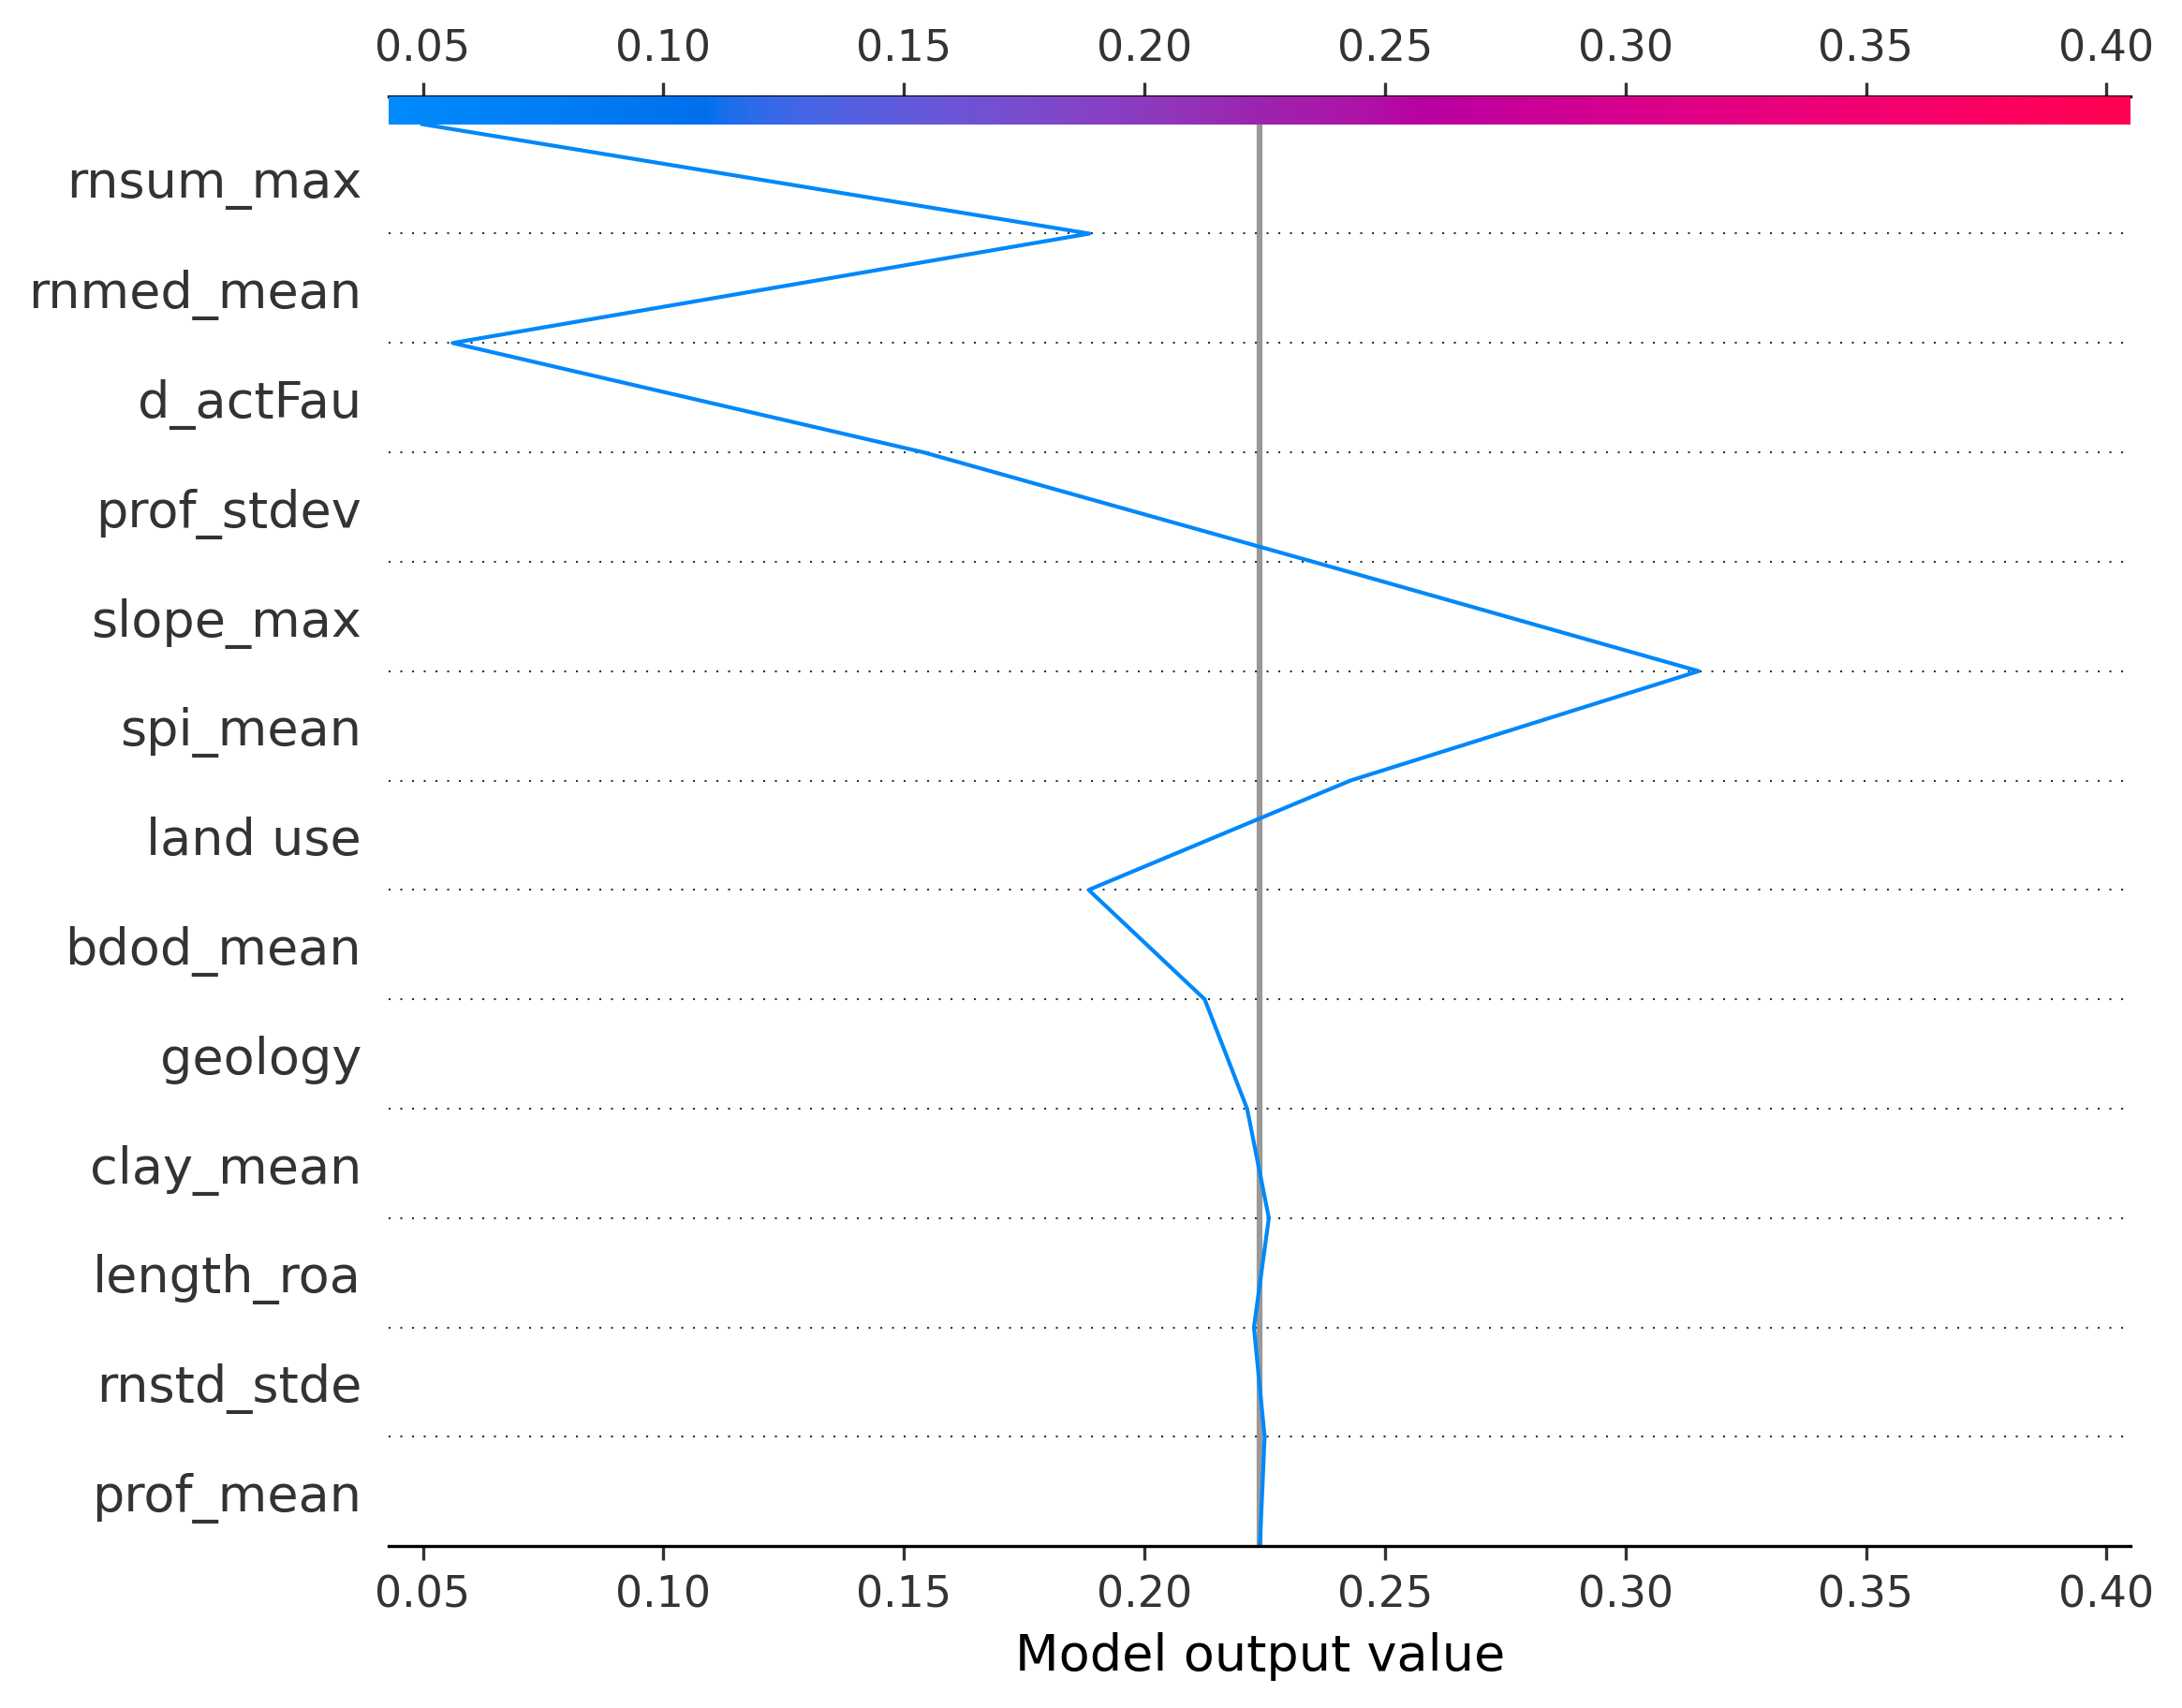 0.05 0.10 0.15 0.20 0.25 0.30 0.35 0.40
rnsum_max
rnmed_mean
d_actFau
prof_stdev
slope_max
spi_mean
land use
bdod_mean
geology
clay_mean
length_roa
rnstd_stde
prof_mean
0.05 0.10 0.15 0.20 0.25 0.30 0.35 0.40
Model output value